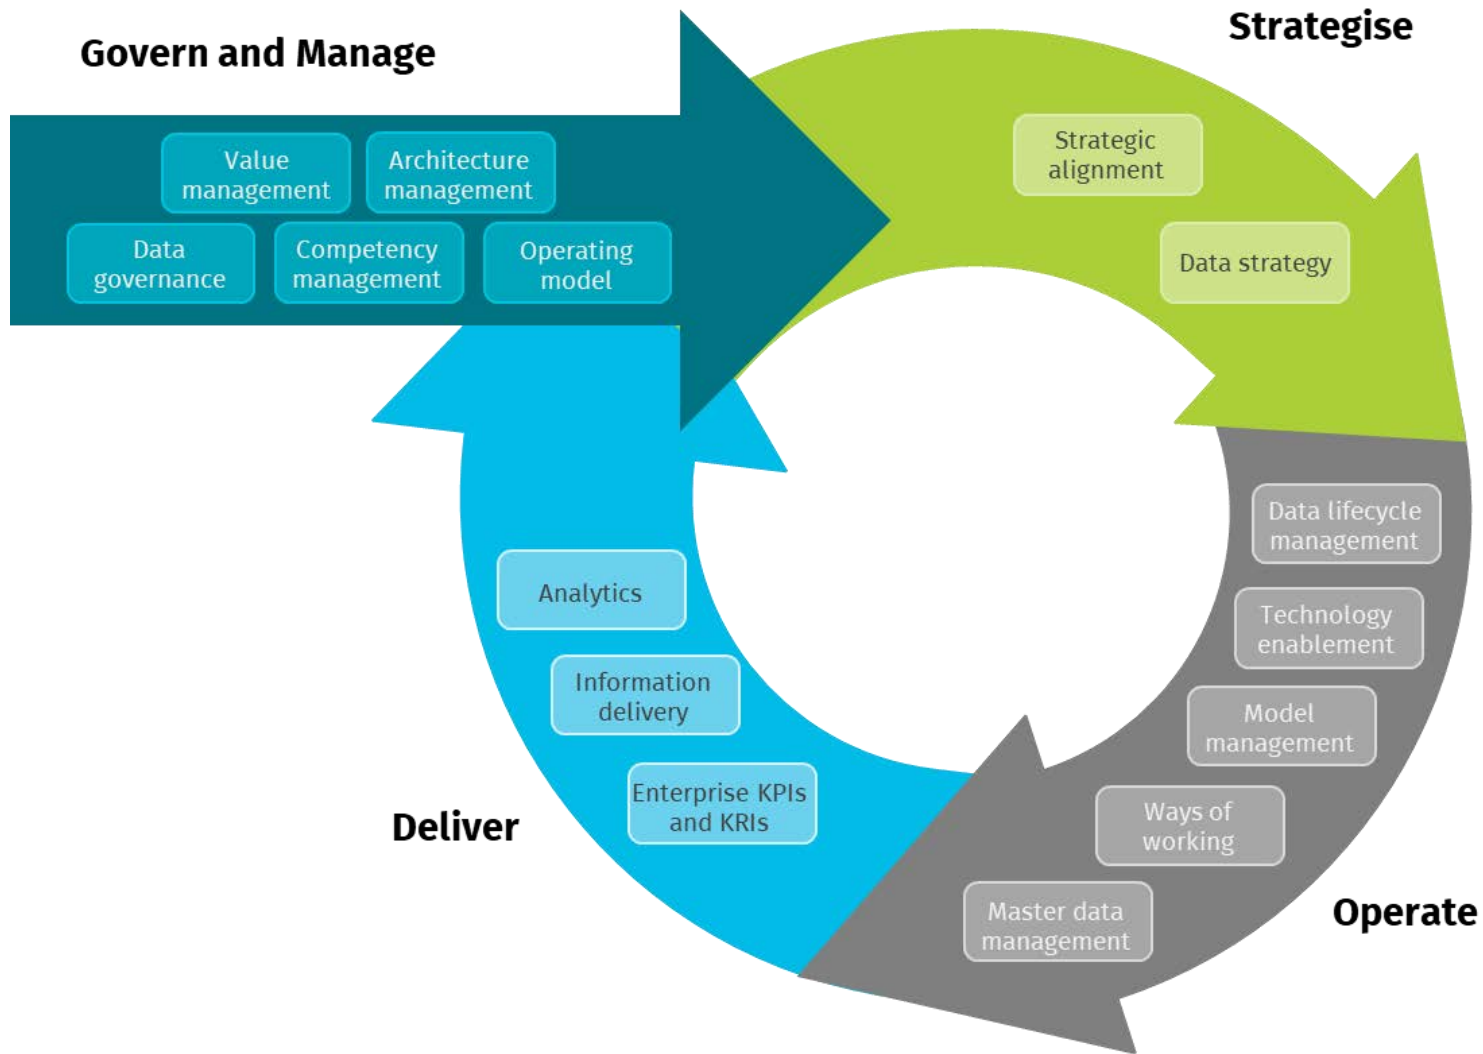 Govern and Manage
Value
management
Architecture
management
Data
governance
Competency
management
Operating
model
Strategise
Strategic
alignment
Data strategy
Data lifecycle
management
Technology
enablement
Model
management
Ways of
working
Master data
management
Operate
Analytics
Information
delivery
Enterprise KPIs
and KRIs
Deliver